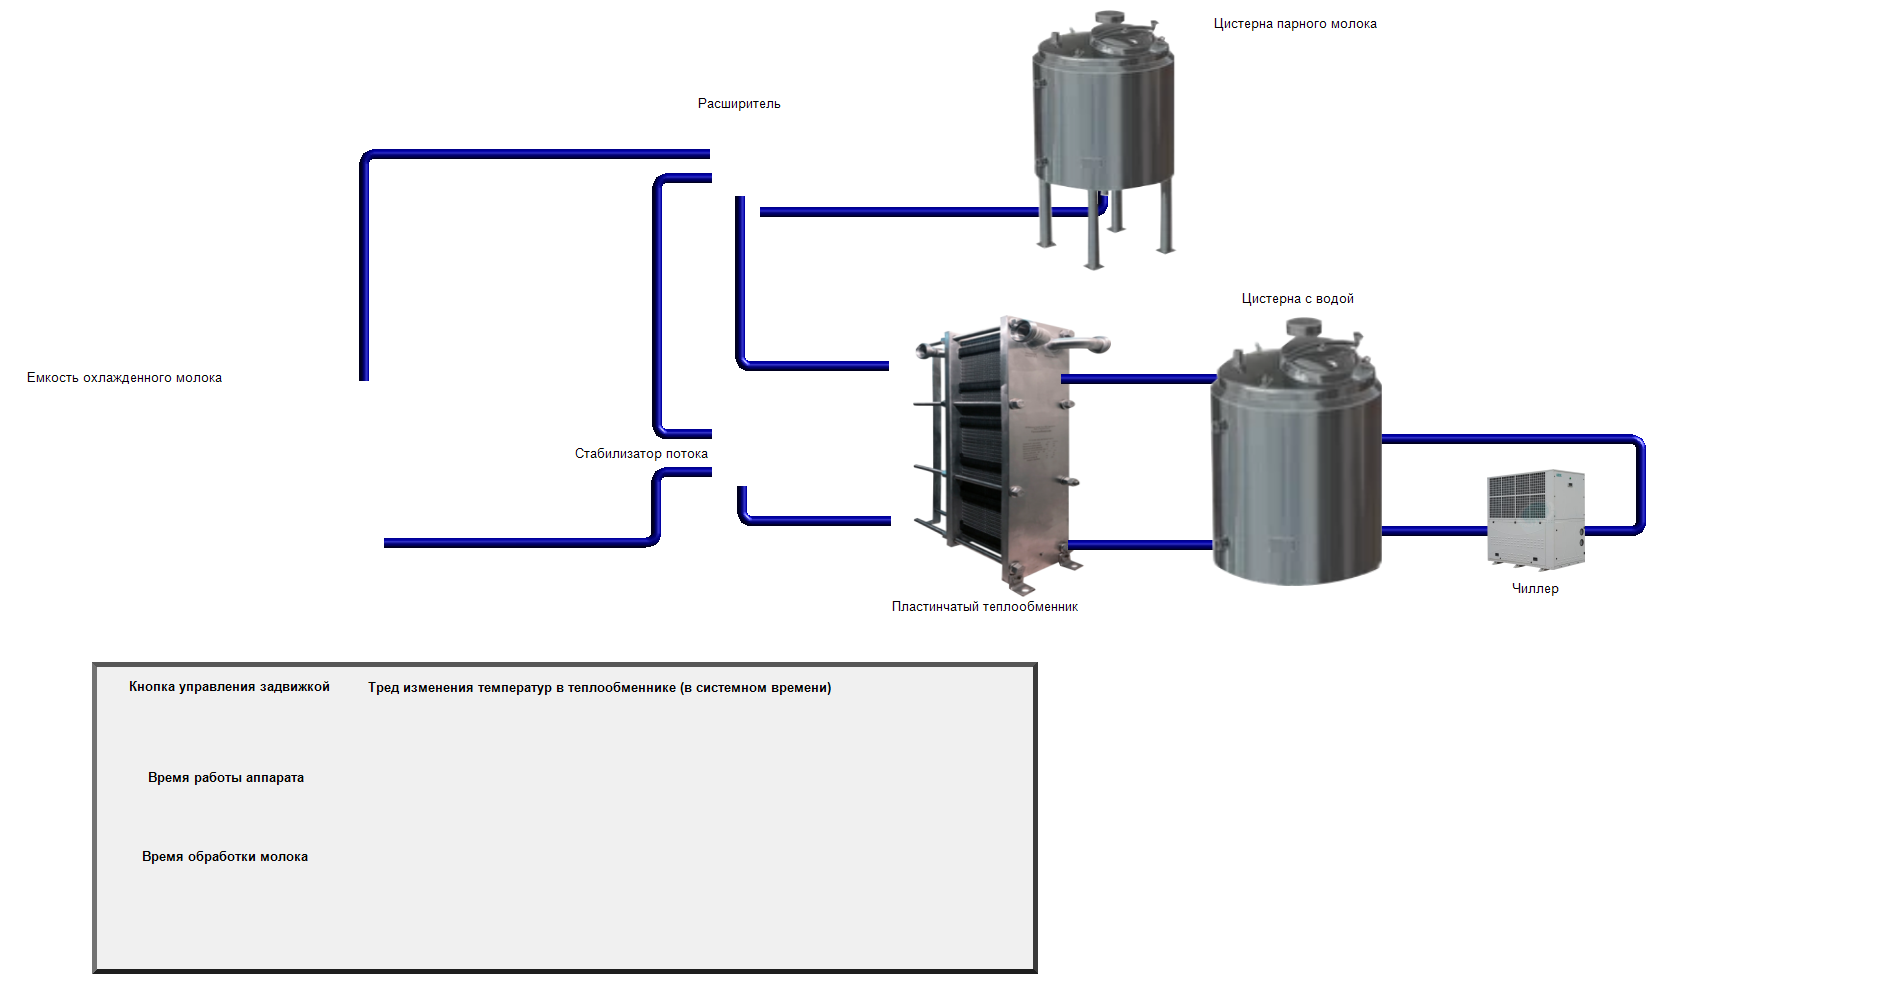 Цистерна парного молока
Расширитель
Цистерна с водой
Емкость охлажденного молока
Стабилизатор потока
Чиллер
Пластинчатый теплообменник
Кнопка управления задвижкой
Тред изменения температур в теплообменнике (в системном времени)
Время работы аппарата
Время обработки молока